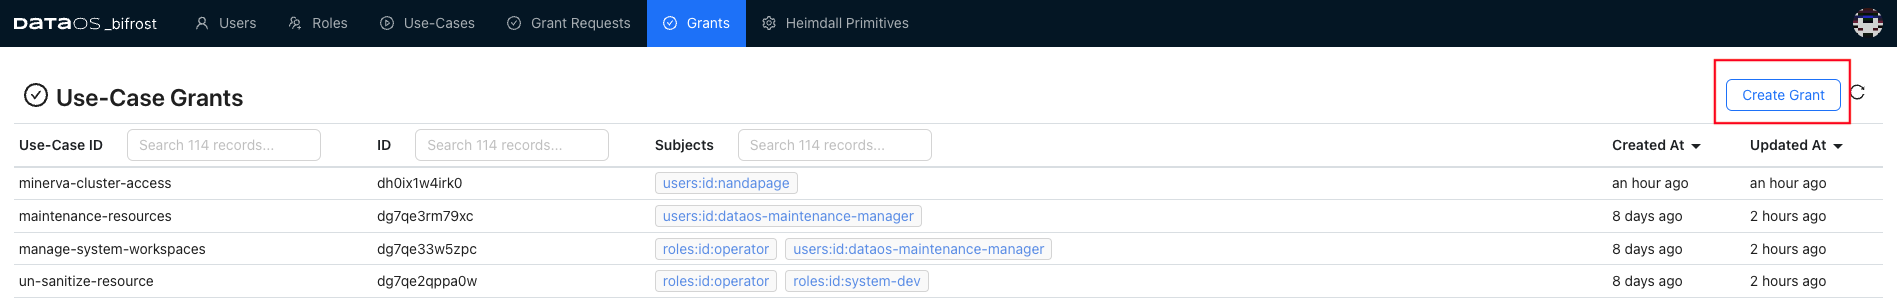 DATAOS _bifrost Users Roles Use-Cases Grant Requests Grants Heimdall Primitives
Use-Case Grants Create Grant
Use-Case ID Search 114 records... ID Search 114 records... Subjects Search 114 records... Created At Updated At
minerva-cluster-access dh0ix1w4irk0 users:id:nandapage an hour ago an hour ago
maintenance-resources dg7qe3rm79xc users:id:dataos-maintenance-manager 8 days ago 2 hours ago
manage-system-workspaces dg7qe33w5zpc roles:id:operator users:id:dataos-maintenance-manager 8 days ago 2 hours ago
un-sanitize-resource dg7qe2qppa0w roles:id:operator roles:id:system-dev 8 days ago 2 hours ago